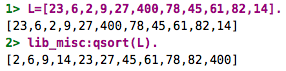 1> L=[23,6,2,9,27,400,78,45,61,82,14].
[23,6,2,9,27,400,78,45,61,82,14]
2> lib_misc:qsort(L).
[2,6,9,14,23,27,45,61,78,82,400]